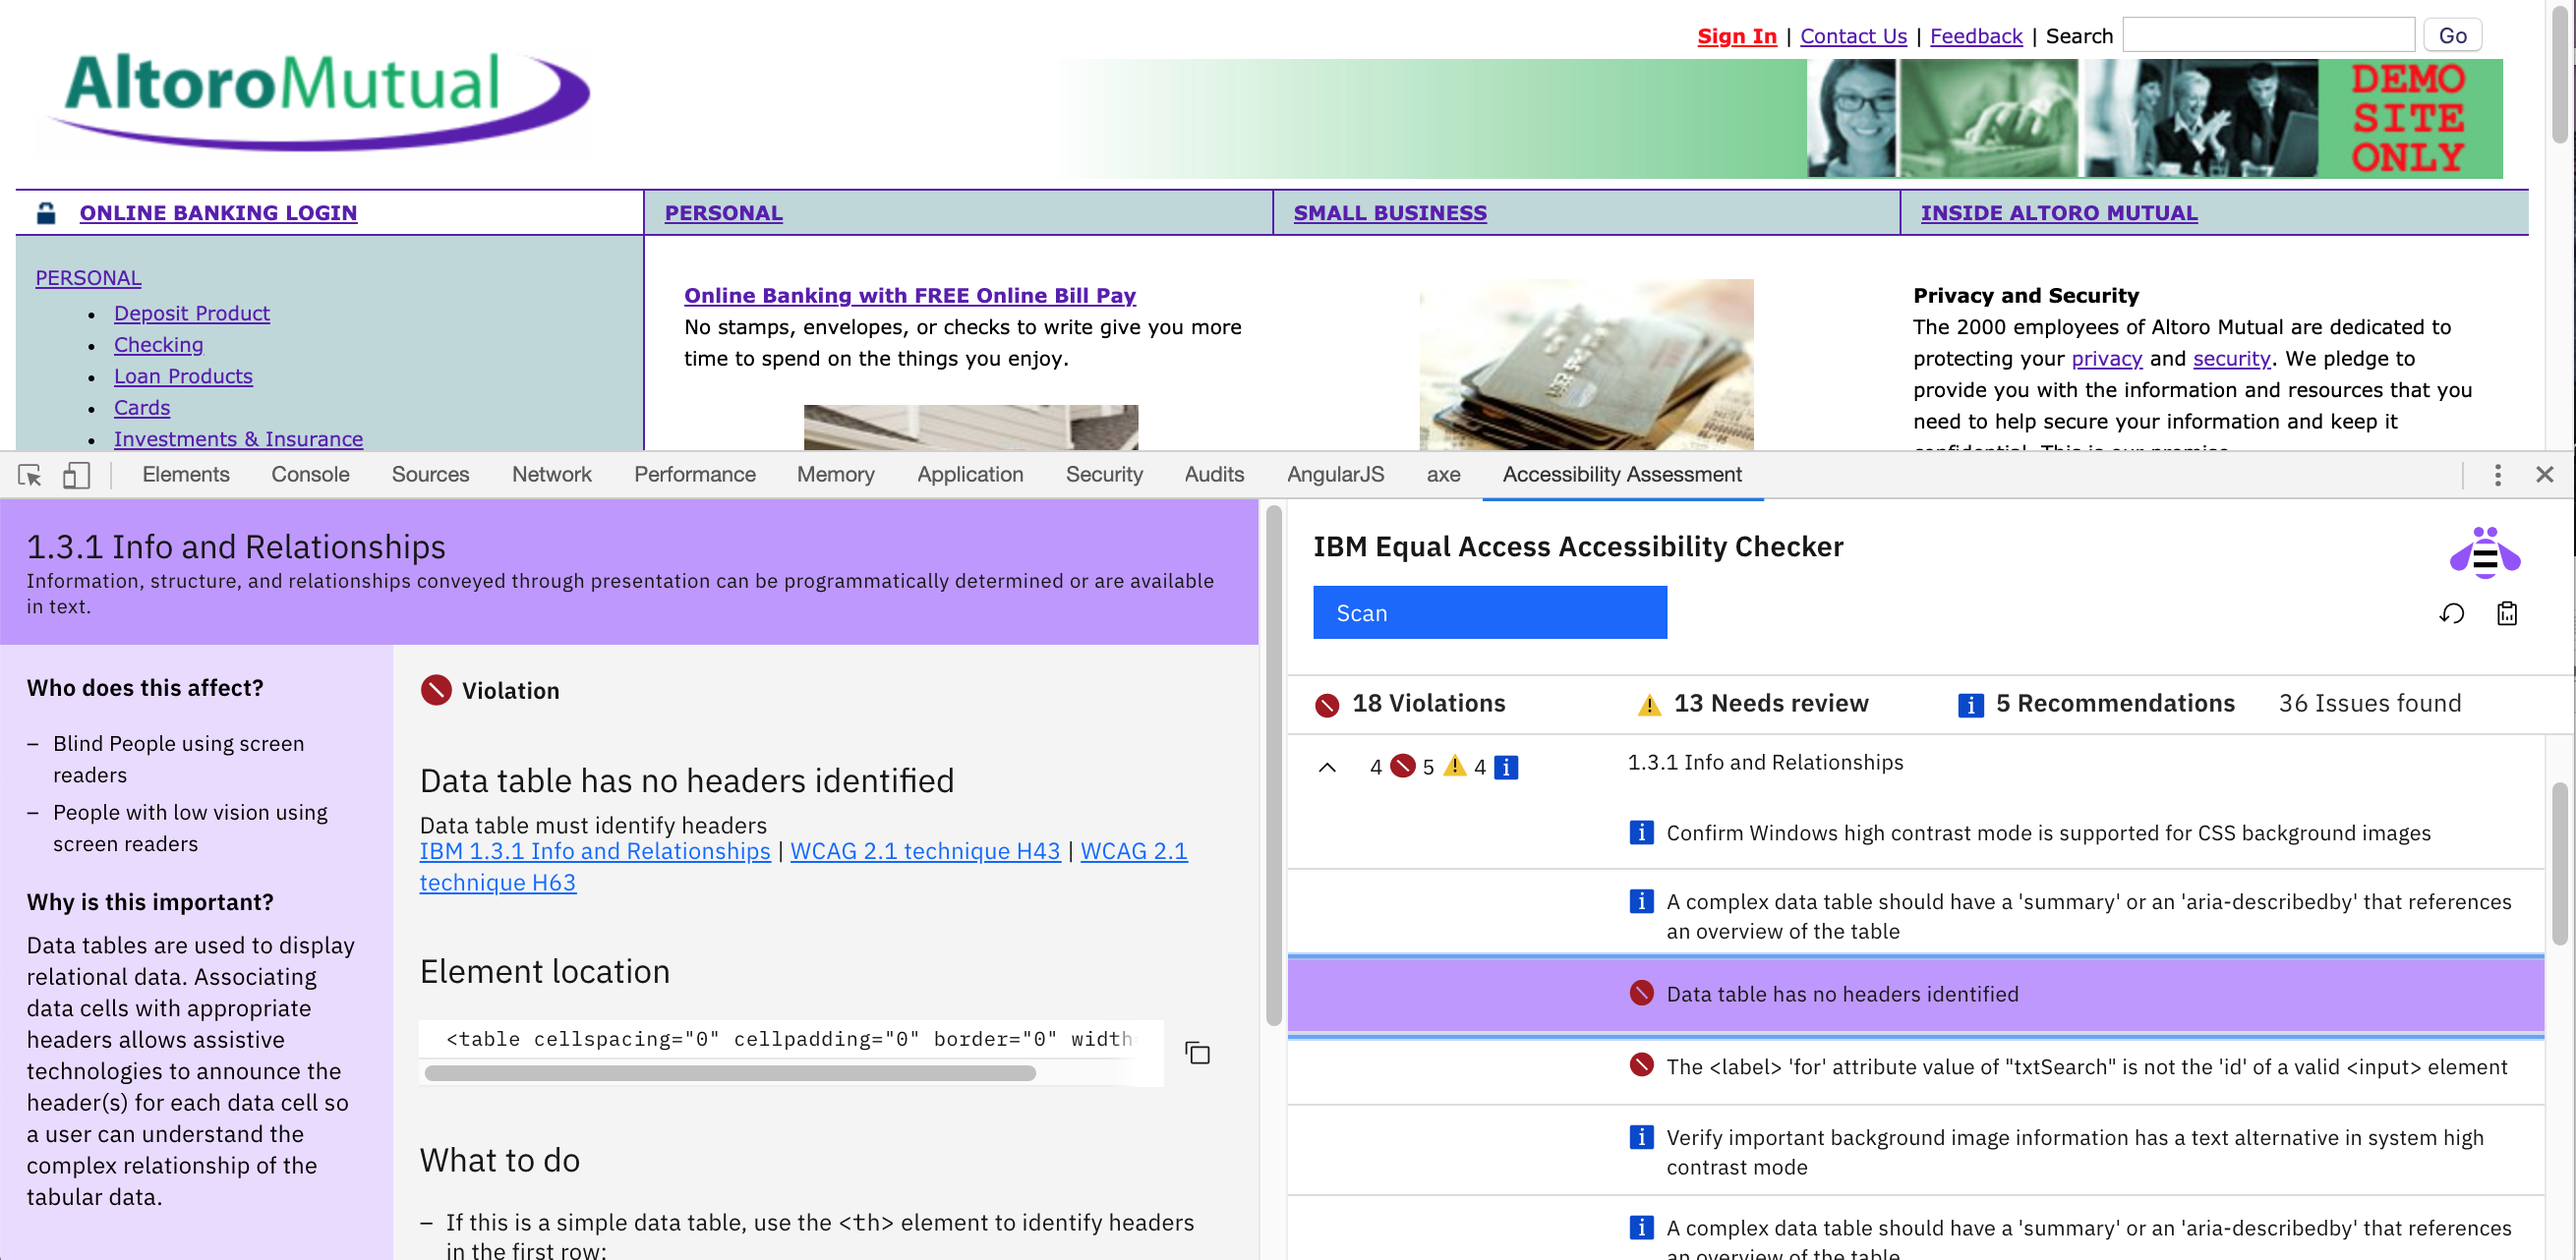 Sign In | Contact Us | Feedback | Search Go
AltoroMutual
DEMO
SITE
ONLY
ONLINE BANKING LOGIN
PERSONAL
SMALL BUSINESS
INSIDE ALTORO MUTUAL
PERSONAL
• Deposit Product
• Checking
• Loan Products
• Cards
• Investments & Insurance
Online Banking with FREE Online Bill Pay
No stamps, envelopes, or checks to write give you more
time to spend on the things you enjoy.
Privacy and Security
The 2000 employees of Altoro Mutual are dedicated to
protecting your privacy and security. We pledge to
provide you with the information and resources that you
need to help secure your information and keep it
confidential. This is our promise
Elements Console Sources Network Performance Memory Application Security Audits AngularJS axe Accessibility Assessment
1.3.1 Info and Relationships
Information, structure, and relationships conveyed through presentation can be programmatically determined or are available
in text.
Who does this affect?
– Blind People using screen
readers
– People with low vision using
screen readers
Why is this important?
Data tables are used to display
relational data. Associating
data cells with appropriate
headers allows assistive
technologies to announce the
header(s) for each data cell so
a user can understand the
complex relationship of the
tabular data.
Violation
Data table has no headers identified
Data table must identify headers
IBM 1.3.1 Info and Relationships | WCAG 2.1 technique H43 | WCAG 2.1
technique H63
Element location
<table cellspacing="0" cellpadding="0" border="0" width
What to do
– If this is a simple data table, use the <th> element to identify headers
in the first row:
IBM Equal Access Accessibility Checker
Scan
18 Violations 13 Needs review 5 Recommendations 36 Issues found
4 5 4 1.3.1 Info and Relationships
Confirm Windows high contrast mode is supported for CSS background images
A complex data table should have a 'summary' or an 'aria-describedby' that references
an overview of the table
Data table has no headers identified
The <label> 'for' attribute value of "txtSearch" is not the 'id' of a valid <input> element
Verify important background image information has a text alternative in system high
contrast mode
A complex data table should have a 'summary' or an 'aria-describedby' that references
an overview of the table